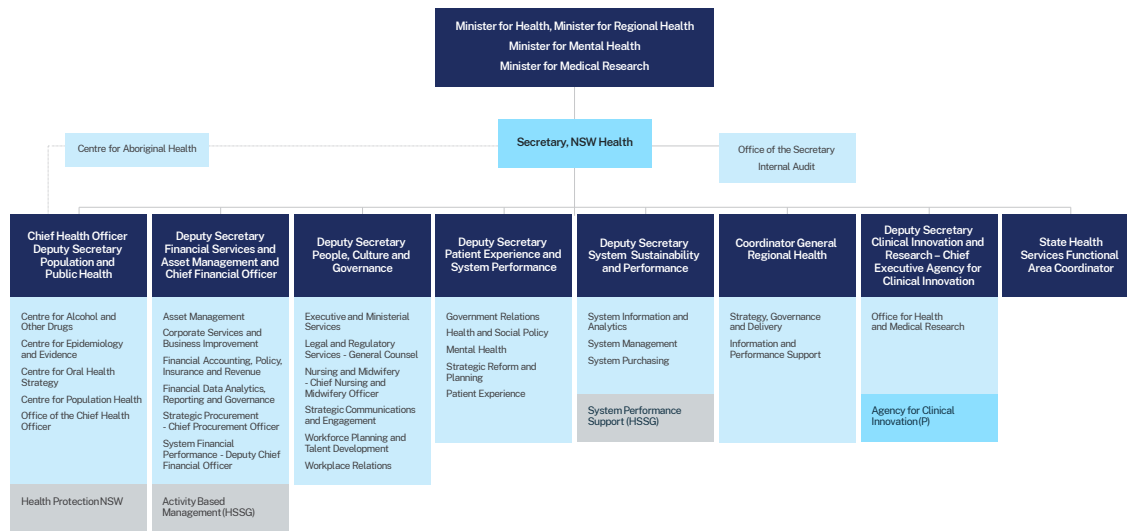 Minister for Health, Minister for Regional Health
Minister for Mental Health
Minister for Medical Research
Centre for Aboriginal Health
Secretary, NSW Health
Office of the Secretary
Internal Audit
Chief Health Officer
Deputy Secretary
Population and
Public Health
Centre for Alcohol and
Other Drugs
Centre for Epidemiology
and Evidence
Centre for Oral Health
Strategy
Centre for Population Health
Office of the Chief Health
Officer
Health Protection NSW
Deputy Secretary
Financial Services and
Asset Management and
Chief Financial Officer
Asset Management
Corporate Services and
Business Improvement
Financial Accounting, Policy,
Insurance and Revenue
Financial Data Analytics,
Reporting and Governance
Strategic Procurement
- Chief Procurement Officer
System Financial
Performance - Deputy Chief
Financial Officer
Activity Based
Management (HSSG)
Deputy Secretary
People, Culture and
Governance
Executive and Ministerial
Services
Legal and Regulatory
Services - General Counsel
Nursing and Midwifery
- Chief Nursing and
Midwifery Officer
Strategic Communications
and Engagement
Workforce Planning and
Talent Development
Workplace Relations
Deputy Secretary
Patient Experience and
System Performance
Government Relations
Health and Social Policy
Mental Health
Strategic Reform and
Planning
Patient Experience
Deputy Secretary
System Sustainability
and Performance
System Information and
Analytics
System Management
System Purchasing
System Performance
Support (HSSG)
Coordinator General
Regional Health
Strategy, Governance
and Delivery
Information and
Performance Support
Deputy Secretary
Clinical Innovation and
Research – Chief
Executive Agency for
Clinical Innovation
Office for Health
and Medical Research
Agency for Clinical
Innovation (P)
State Health
Services Functional
Area Coordinator